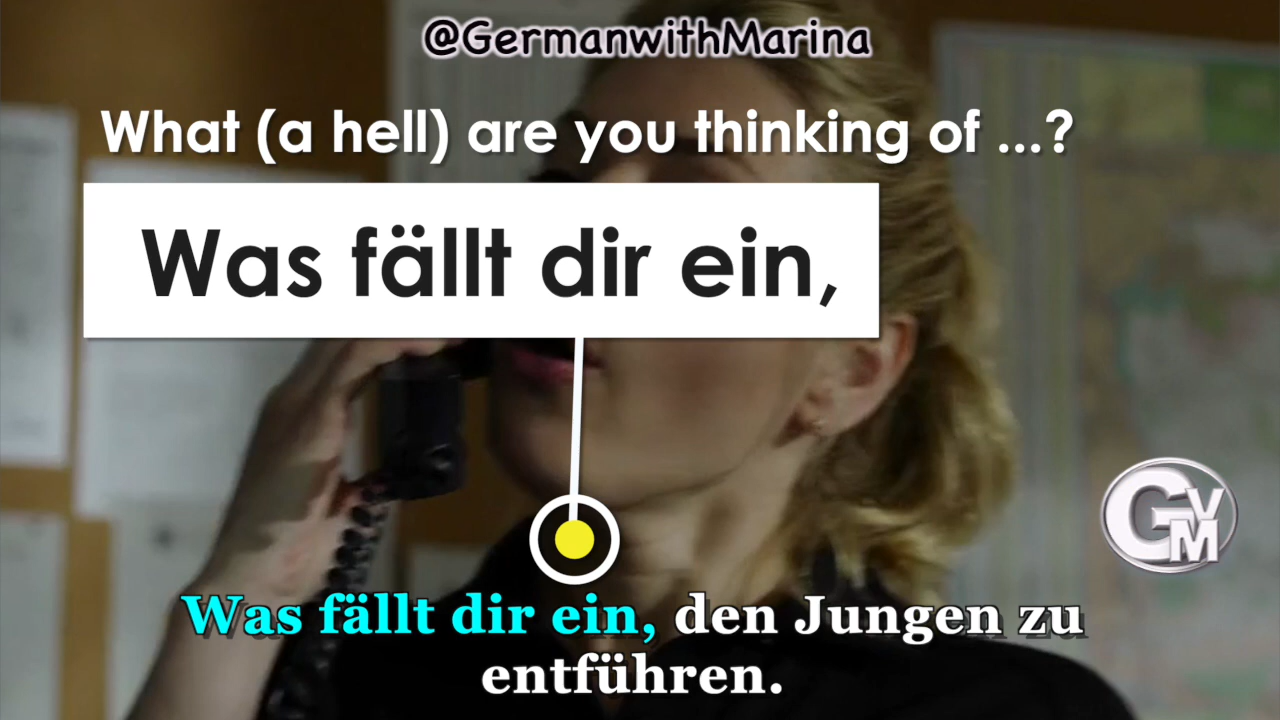 @GermanwithMarina
What (a hell) are you thinking of ...?
Was fällt dir ein,
GVM
Was fällt dir ein, den Jungen zu
entführen.